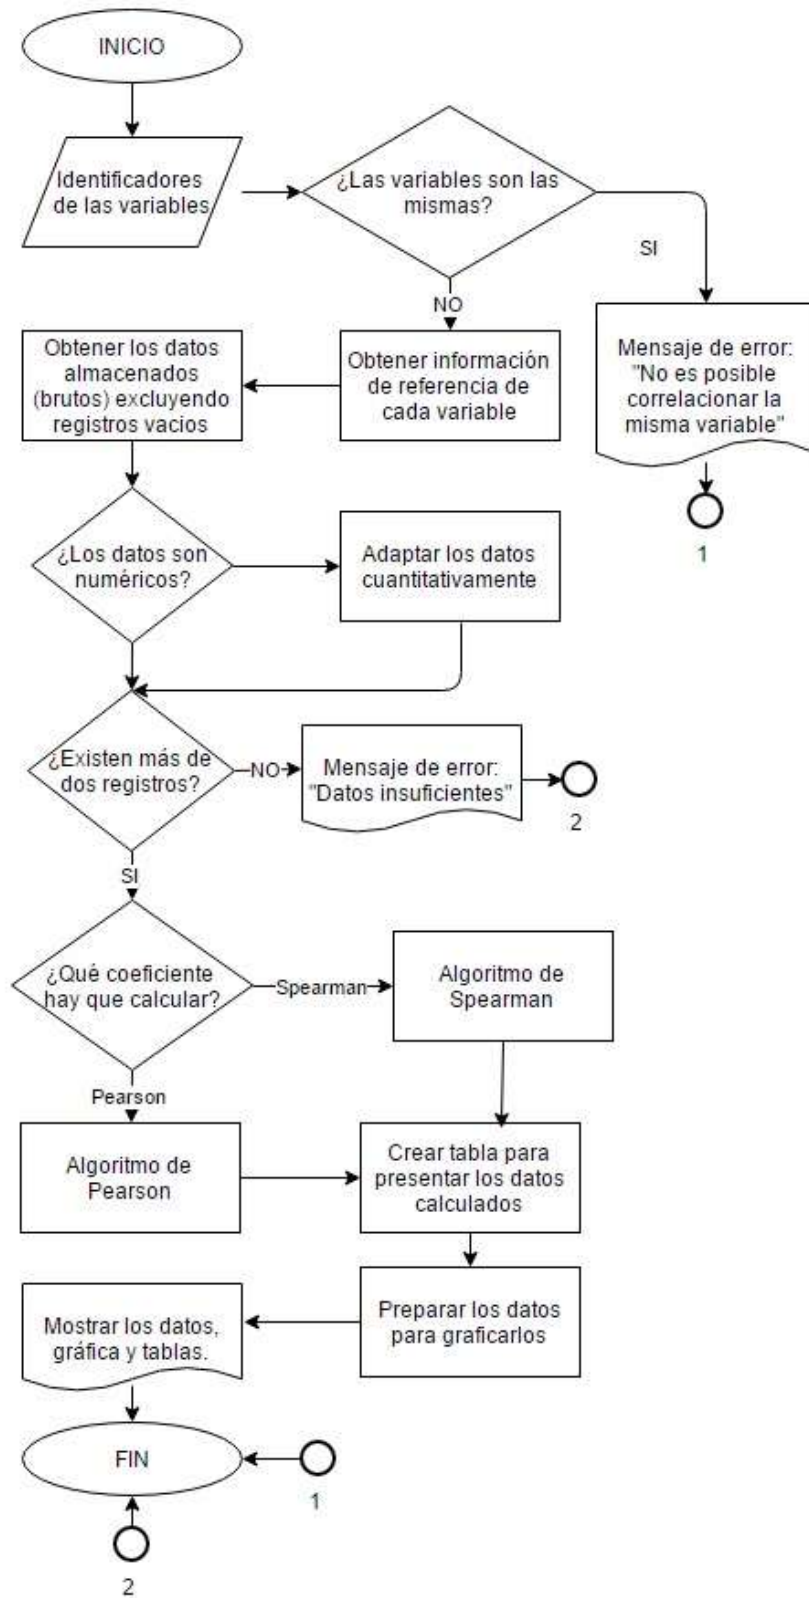 INICIO
Identificadores
de las variables
¿Las variables son las
mismas?
SI
NO
Mensaje de error:
"No es posible
correlacionar la
misma variable"
1
Obtener información
de referencia de
cada variable
Obtener los datos
almacenados
(brutos) excluyendo
registros vacios
¿Los datos son
numéricos?
Adaptar los datos
cuantitativamente
¿Existen más de
dos registros?
NO
Mensaje de error:
"Datos insuficientes"
2
SI
¿Qué coeficiente
hay que calcular?
Spearman
Algoritmo de
Spearman
Pearson
Algoritmo de
Pearson
Crear tabla para
presentar los datos
calculados
Preparar los datos
para graficarlos
Mostrar los datos,
gráfica y tablas.
FIN
1
2